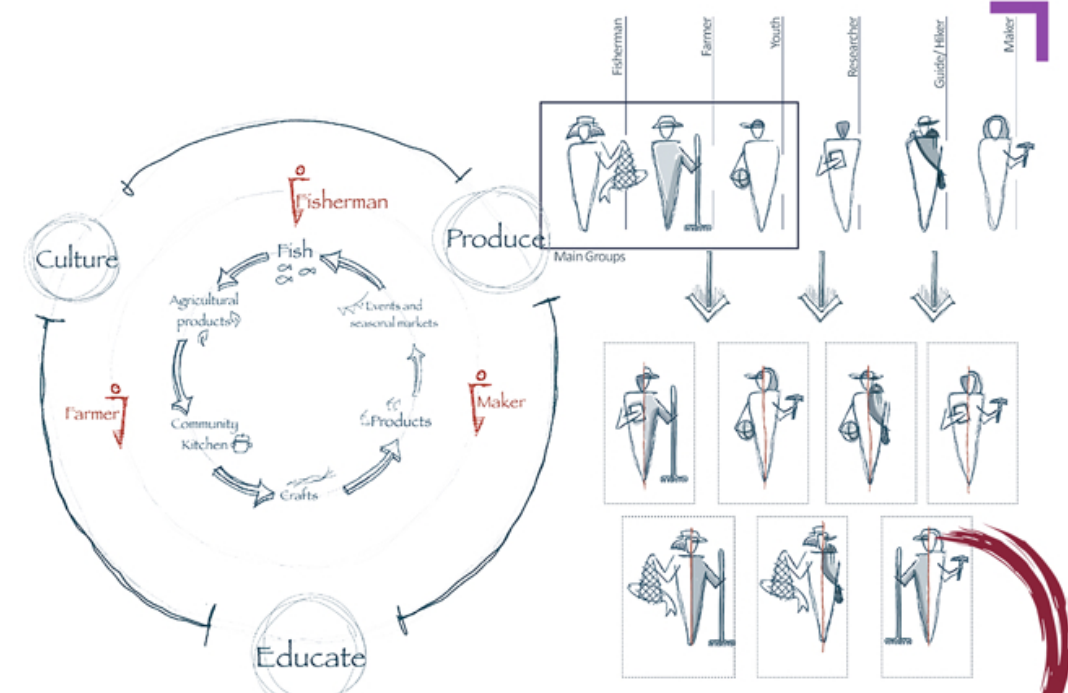 Fisherman
Farmer
Youth
Researcher
Guide/ Hiker
Maker
Main Groups
Culture
Produce
Educate
Fisherman
Farmer
Maker
Fish
Agricultural
products
Community
Kitchen
Crafts
Products
Events and
seasonal markets